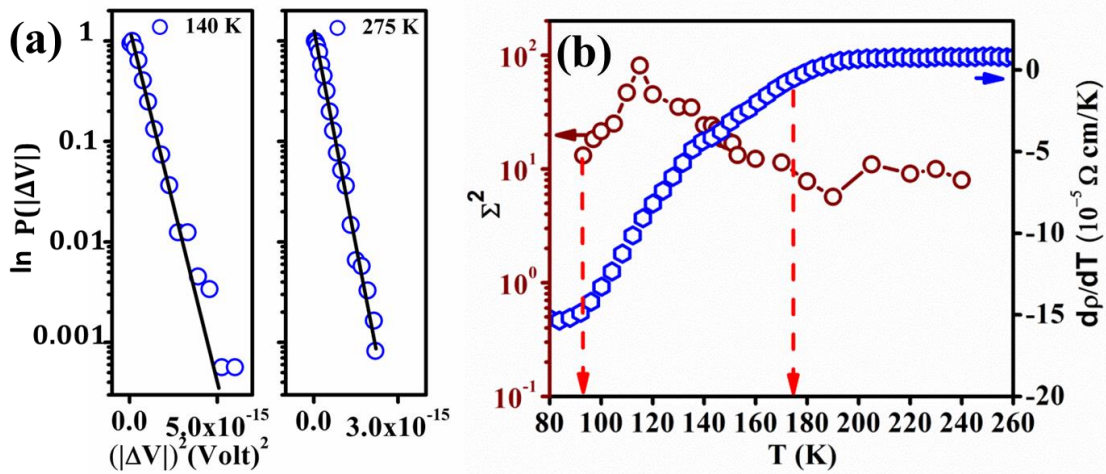 (a)
140 K
275 K
ln P(|ΔV|)
1
0.1
0.01
0.001
0.0
5.0x10⁻¹⁵
0.0
3.0x10⁻¹⁵
(|ΔV|)²(Volt)²
(b)
Σ²
10²
10¹
10⁰
10⁻¹
80 100 120 140 160 180 200 220 240 260
T (K)
0
-5
-10
-15
-20
dρ/dT (10⁻⁵ Ω cm/K)